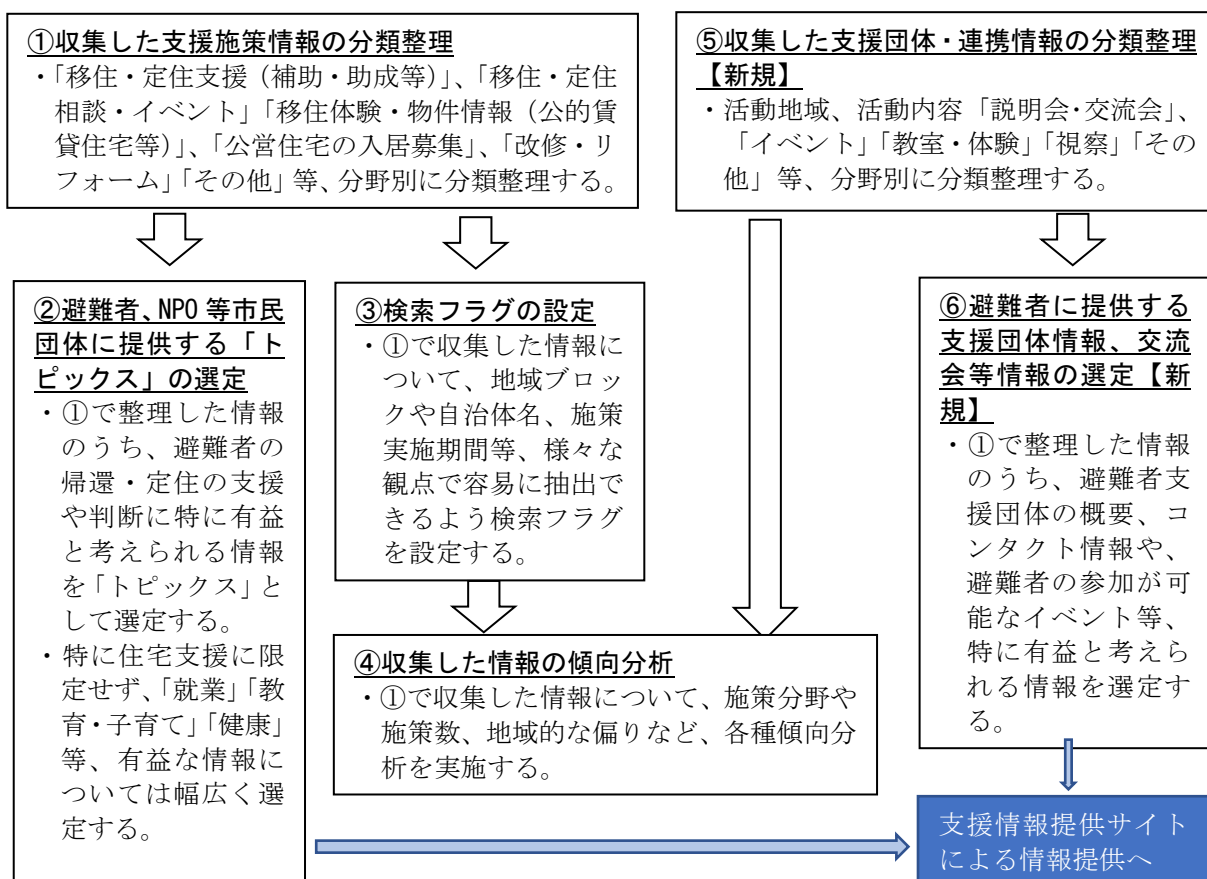 ①収集した支援施策情報の分類整理
・「移住・定住支援（補助・助成等）」、「移住・定住
相談・イベント」「移住体験・物件情報（公的賃
貸住宅等）」、「公営住宅の入居募集」、「改修・リ
フォーム」「その他」等、分野別に分類整理する。
⑤収集した支援団体・連携情報の分類整理
【新規】
・活動地域、活動内容「説明会・交流会」、
「イベント」「教室・体験」「視察」「その
他」等、分野別に分類整理する。
②避難者、NPO 等市民
団体に提供する「ト
ピックス」の選定
・①で整理した情報
のうち、避難者の
帰還・定住の支援
や判断に特に有益
と考えられる情報
を「トピックス」と
して選定する。
・特に住宅支援に限
定せず、「就業」「教
育・子育て」「健康」
等、有益な情報に
ついては幅広く選
定する。
③検索フラグの設定
・①で収集した情報に
ついて、地域ブロッ
クや自治体名、施策
実施期間等、様々な
観点で容易に抽出で
きるよう検索フラグ
を設定する。
④収集した情報の傾向分析
・①で収集した情報について、施策分野や
施策数、地域的な偏りなど、各種傾向分
析を実施する。
⑥避難者に提供する
支援団体情報、交流
会等情報の選定【新
規】
・①で整理した情報
のうち、避難者支
援団体の概要、コ
ンタクト情報や、
避難者の参加が可
能なイベント等、
特に有益と考えら
れる情報を選定す
る。
支援情報提供サイト
による情報提供へ